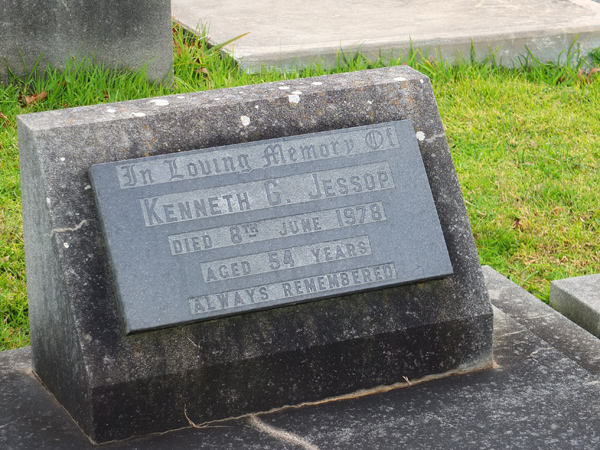 In Loving Memory Of
KENNETH G. JESSOP
DIED 8TH JUNE 1978
AGED 54 YEARS
ALWAYS REMEMBERED